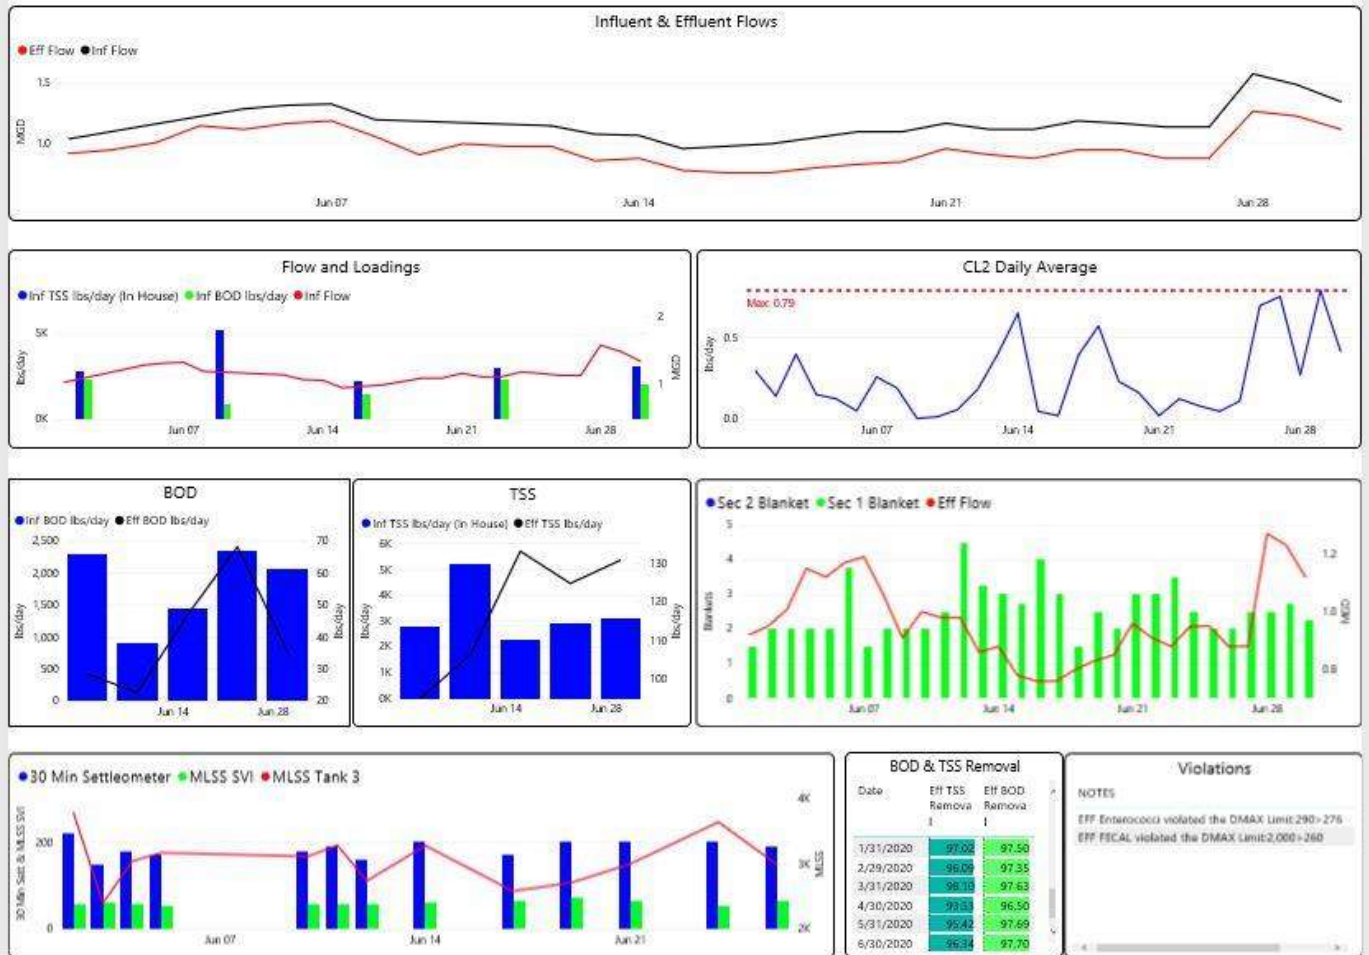 Influent & Effluent Flows
Eff Flow Inf Flow
1.5
1.0
MGD
Jun 07 Jun 14 Jun 21 Jun 28
Flow and Loadings
Inf TSS lbs/day (In House) Inf BOD lbs/day Inf Flow
5K
0K
lbs/day
2
1
MGD
Jun 07 Jun 14 Jun 21 Jun 28
CL2 Daily Average
Max: 0.79
0.5
0.0
lbs/day
Jun 07 Jun 14 Jun 21 Jun 28
BOD
Inf BOD lbs/day Eff BOD lbs/day
2,500
2,000
1,500
1,000
500
0
lbs/day
70
60
50
40
30
20
lbs/day
Jun 14 Jun 28
TSS
Inf TSS lbs/day (In House) Eff TSS lbs/day
6K
5K
4K
3K
2K
1K
0K
lbs/day
130
120
110
100
lbs/day
Jun 14 Jun 28
Sec 2 Blanket Sec 1 Blanket Eff Flow
5
4
3
2
1
0
Blankets
1.2
1.0
0.8
MGD
Jun 07 Jun 14 Jun 21 Jun 28
30 Min Settleometer MLSS SVI MLSS Tank 3
30 Min Sett & MLSS SVI
200
0
4K
3K
2K
MLSS
Jun 07 Jun 14 Jun 21
BOD & TSS Removal
Date Eff TSS Eff BOD
Remova Remova
l l
1/31/2020 97.02 97.50
2/29/2020 96.09 97.35
3/31/2020 98.10 97.63
4/30/2020 93.53 96.50
5/31/2020 95.42 97.69
6/30/2020 96.34 97.70
Violations
NOTES
EFF Enterococci violated the DMAX Limit:290>276
EFF FECAL violated the DMAX Limit:2,000>260